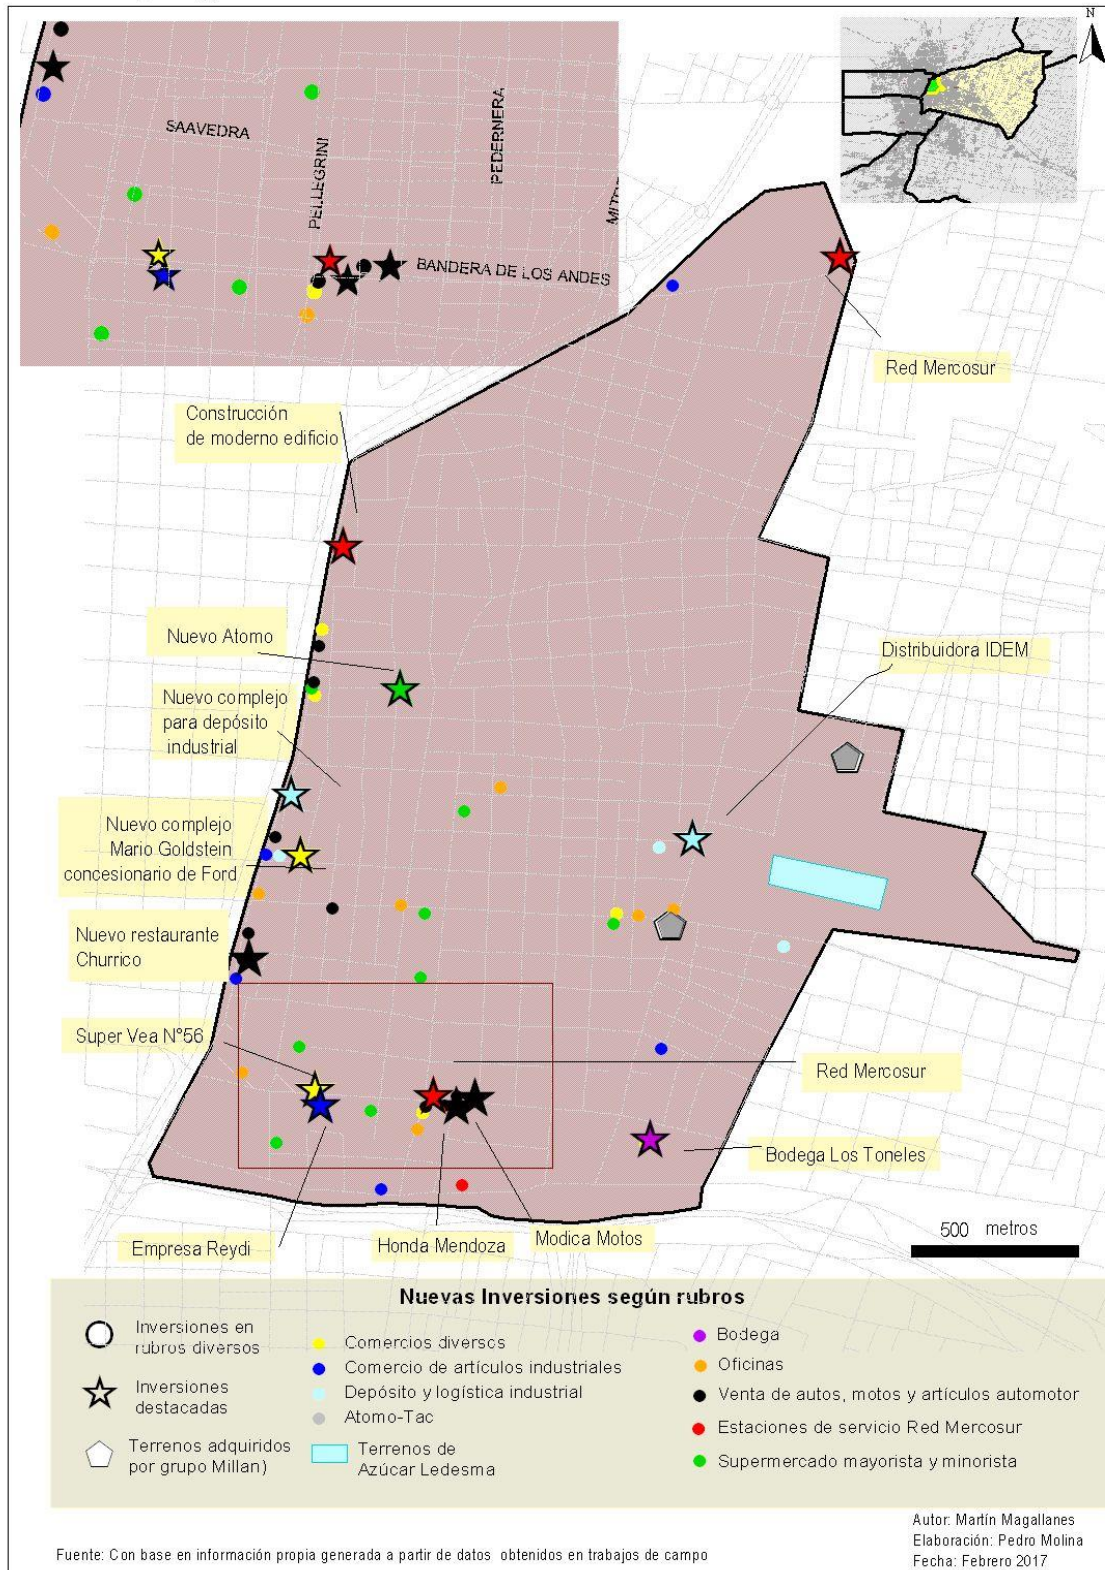 N
SAAVEDRA
PELLEGRINI
PEDERNERA
BANDERA DE LOS ANDES
Red Mercosur
Construcción
de moderno edificio
Nuevo Atomo
Distribuidora IDEM
Nuevo complejo
para depósito
industrial
Nuevo complejo
Mario Goldstein
concesionario de Ford
Nuevo restaurante
Churrico
Super Vea N°56
Red Mercosur
Bodega Los Toneles
Empresa Reydi
Honda Mendoza
Modica Motos
500 metros
Nuevas Inversiones según rubros
Inversiones en
rubros diversos
Inversiones
destacadas
Terrenos adquiridos
por grupo Millan)
Comercios diversos
Comercio de artículos industriales
Depósito y logística industrial
Atomo-Tac
Terrenos de
Azúcar Ledesma
Bodega
Oficinas
Venta de autos, motos y artículos automotor
Estaciones de servicio Red Mercosur
Supermercado mayorista y minorista
Fuente: Con base en información propia generada a partir de datos obtenidos en trabajos de campo
Autor: Martín Magallanes
Elaboración: Pedro Molina
Fecha: Febrero 2017